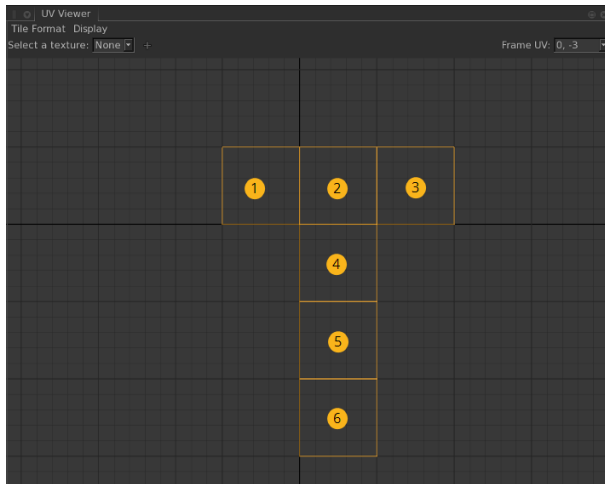 UV Viewer
Tile Format Display
Select a texture: None + Frame UV: 0, -3
1 2 3
4
5
6